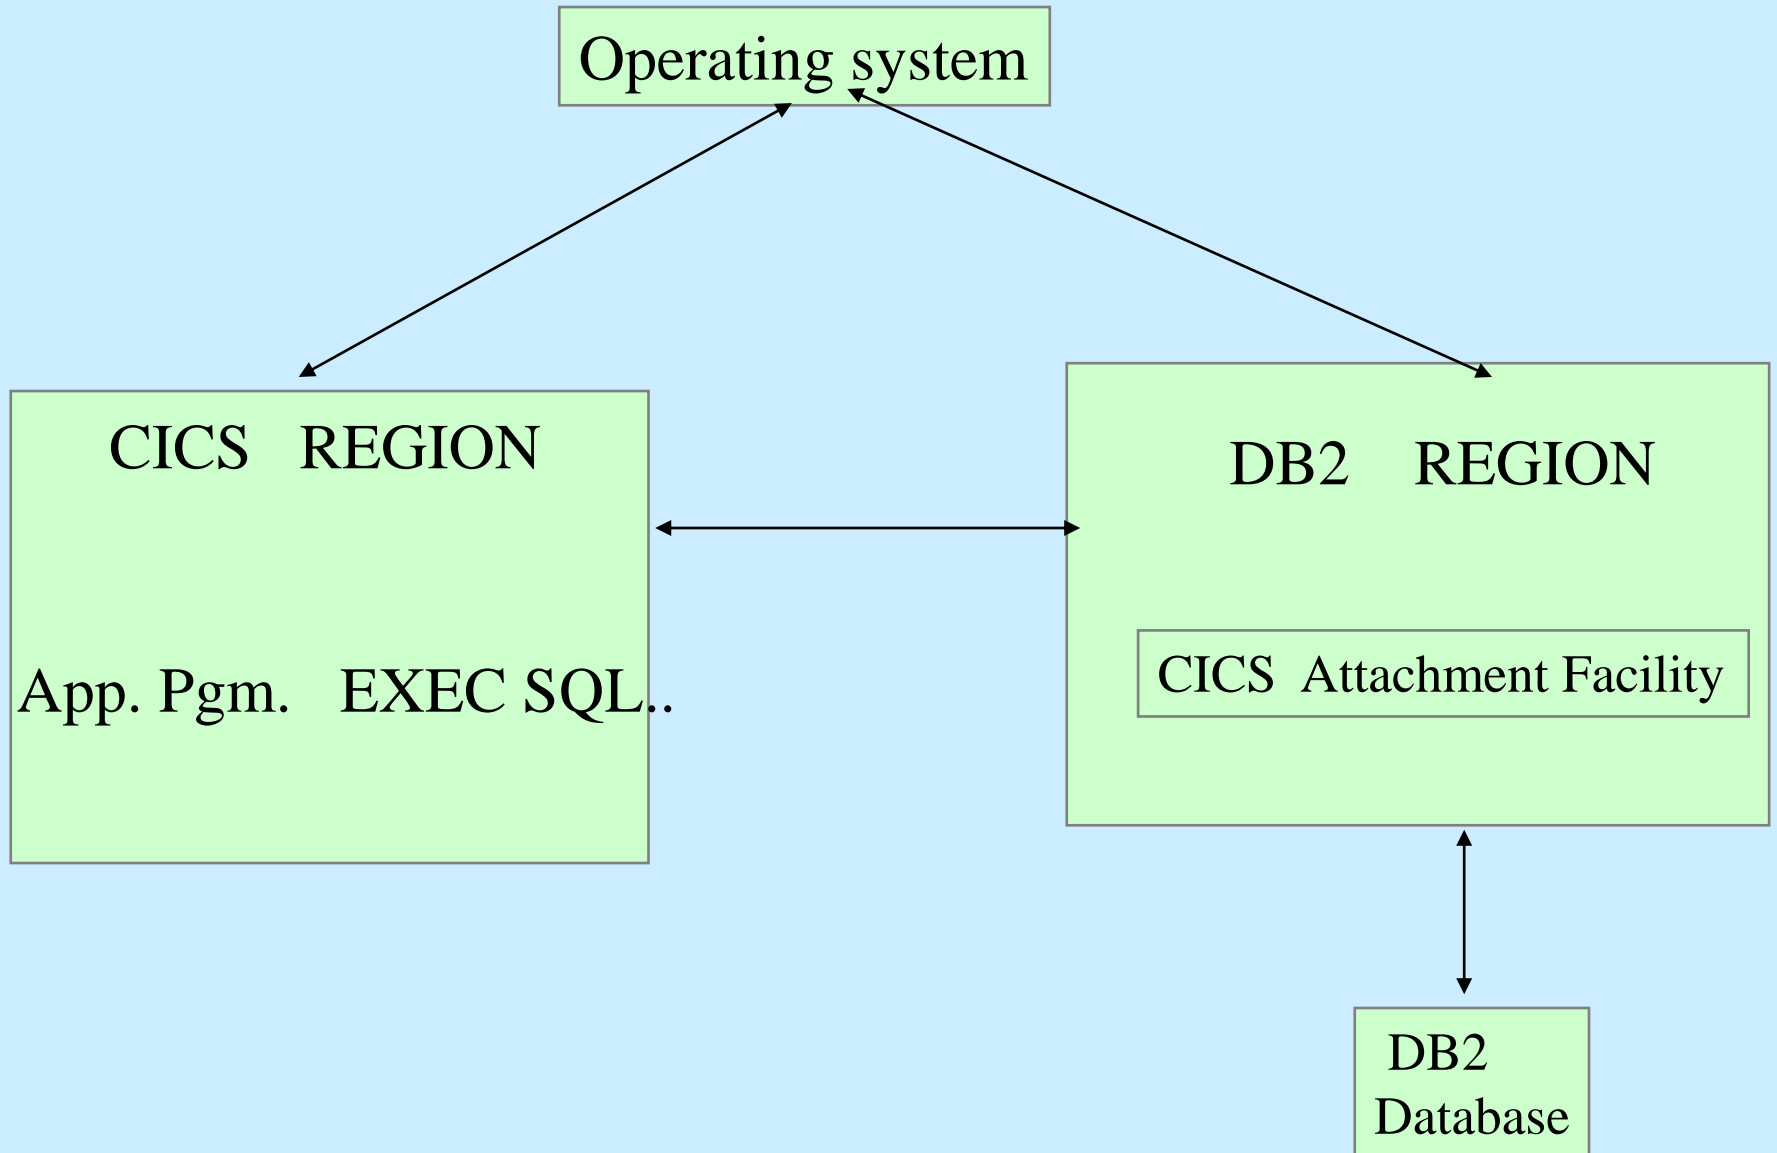 Operating system
CICS REGION
DB2 REGION
App. Pgm. EXEC SQL..
CICS Attachment Facility
DB2
Database